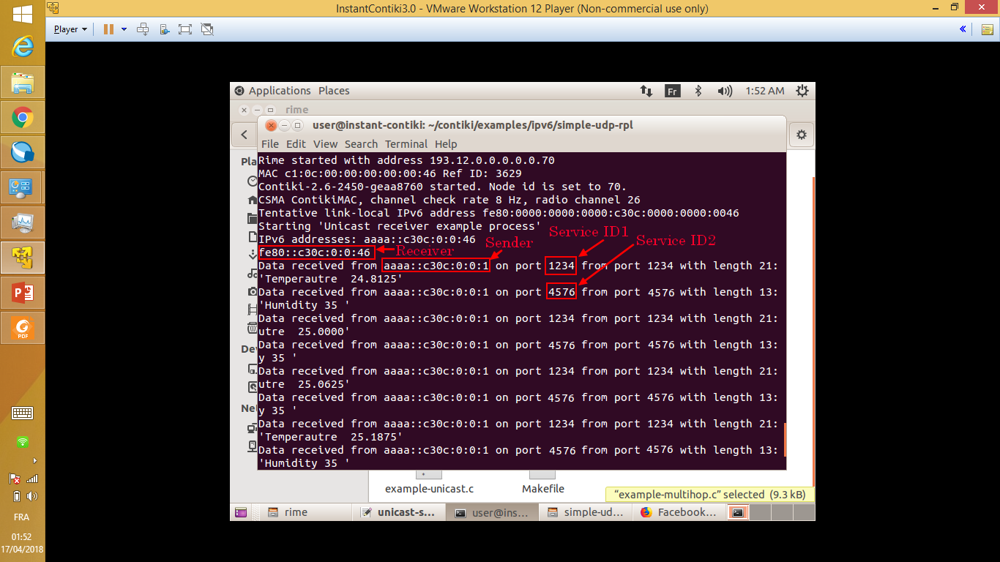 InstantContiki3.0 - VMware Workstation 12 Player (Non-commercial use only)
Player
Applications Places
Fr
1:52 AM
rime
user@instant-contiki: ~/contiki/examples/ipv6/simple-udp-rpl
File Edit View Search Terminal Help
Pla
Rime started with address 193.12.0.0.0.0.0.70
MAC c1:0c:00:00:00:00:00:46 Ref ID: 3629
Contiki-2.6-2450-geaa8760 started. Node id is set to 70.
CSMA ContikiMAC, channel check rate 8 Hz, radio channel 26
Tentative link-local IPv6 address fe80:0000:0000:0000:c30c:0000:0000:0046
Starting 'Unicast receiver example process'
Service ID1
IPv6 addresses: aaaa::c30c:0:0:46
Sender
Service ID2
fe80::c30c:0:0:46
Receiver
Data received from aaaa::c30c:0:0:1 on port 1234 from port 1234 with length 21:
'Temperautre  24.8125'
Data received from aaaa::c30c:0:0:1 on port 4576 from port 4576 with length 13:
'Humidity 35 '
Data received from aaaa::c30c:0:0:1 on port 1234 from port 1234 with length 21:
utre  25.0000'
Data received from aaaa::c30c:0:0:1 on port 4576 from port 4576 with length 13:
y 35 '
Dev
Data received from aaaa::c30c:0:0:1 on port 1234 from port 1234 with length 21:
utre  25.0625'
Data received from aaaa::c30c:0:0:1 on port 4576 from port 4576 with length 13:
y 35 '
Ne
Data received from aaaa::c30c:0:0:1 on port 1234 from port 1234 with length 21:
'Temperautre  25.1875'
Data received from aaaa::c30c:0:0:1 on port 4576 from port 4576 with length 13:
'Humidity 35 '
example-unicast.c
Makefile
“example-multihop.c” selected (9.3 kB)
rime
unicast-s...
user@ins...
simple-ud...
Facebook...
PDF
FRA
01:52
17/04/2018